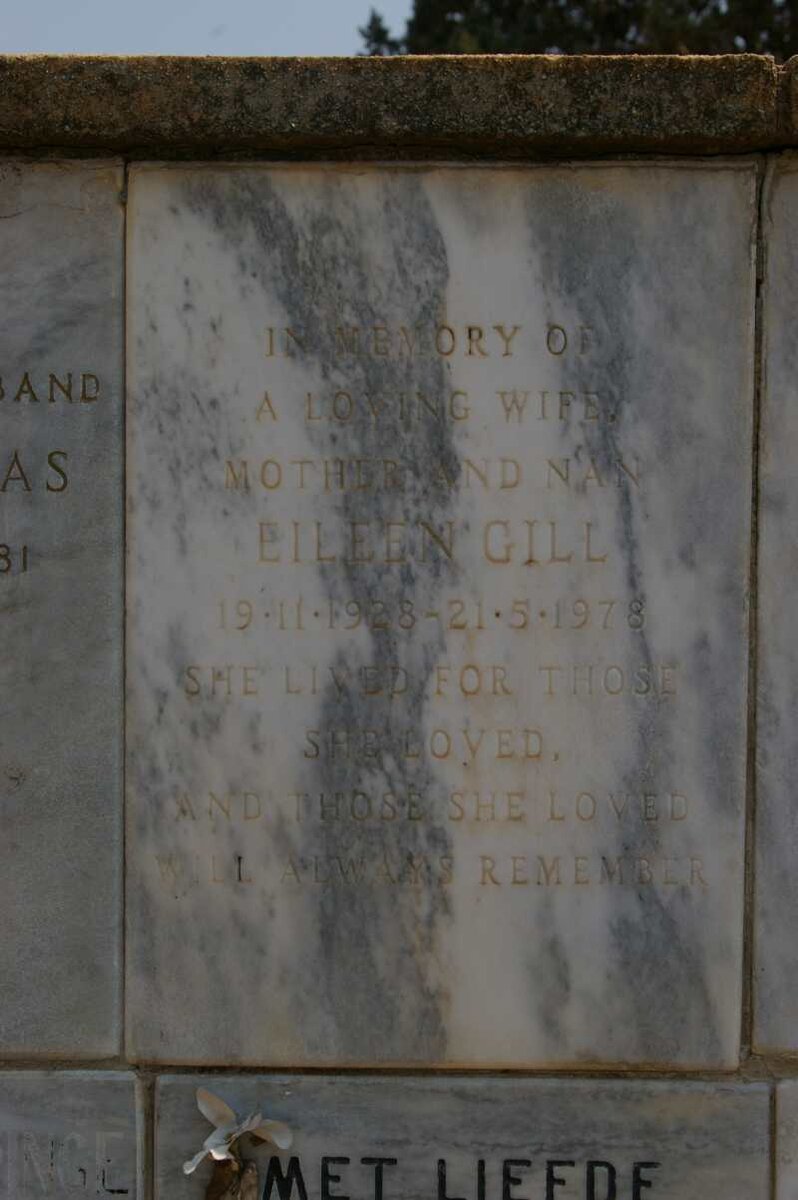 BAND
AS
81
IN MEMORY OF
A LOVING WIFE,
MOTHER AND NAN
EILEEN GILL
19·11·1928-21·5·1978
SHE LIVED FOR THOSE
SHE LOVED,
AND THOSE SHE LOVED
WILL ALWAYS REMEMBER
INGE
MET LIEFDE